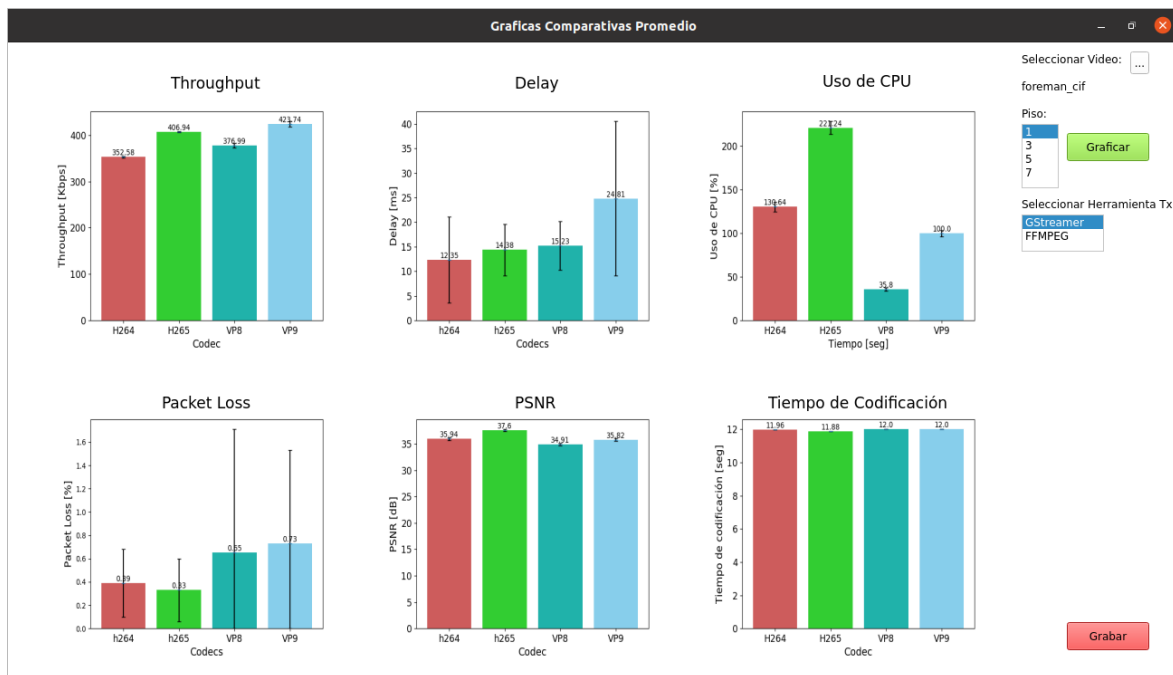 Graficas Comparativas Promedio
Throughput
Throughput [Kbps]
400
300
200
100
0
352.58
406.94
376.99
423.74
H264 H265 VP8 VP9
Codec
Delay
Delay [ms]
40
35
30
25
20
15
10
5
0
12.35
14.38
15.23
24.81
h264 h265 VP8 VP9
Codecs
Uso de CPU
Uso de CPU [%]
200
150
100
50
0
130.64
221.24
35.8
100.0
H264 H265 VP8 VP9
Tiempo [seg]
Seleccionar Video: ...
foreman_cif
Piso:
1
3
5
7
Graficar
Seleccionar Herramienta Tx
GStreamer
FFMPEG
Packet Loss
Packet Loss [%]
1.6
1.4
1.2
1.0
0.8
0.6
0.4
0.2
0.0
0.39
0.33
0.65
0.73
h264 h265 VP8 VP9
Codecs
PSNR
PSNR [dB]
35
30
25
20
15
10
5
0
35.94
37.6
34.91
35.82
H264 H265 VP8 VP9
Codec
Tiempo de Codificación
Tiempo de codificación [seg]
12
10
8
6
4
2
0
11.96
11.88
12.0
12.0
H264 H265 VP8 VP9
Codec
Grabar